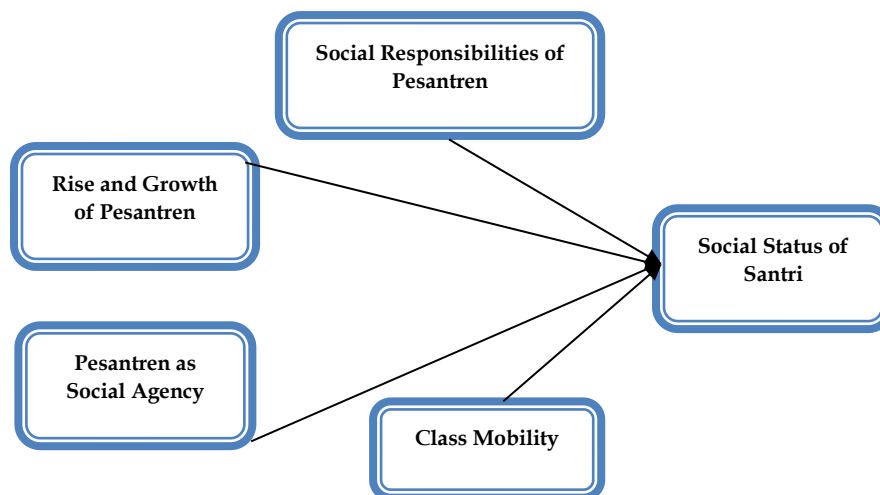 Social Responsibilities of
Pesantren
Rise and Growth
of Pesantren
Social Status of
Santri
Pesantren as
Social Agency
Class Mobility